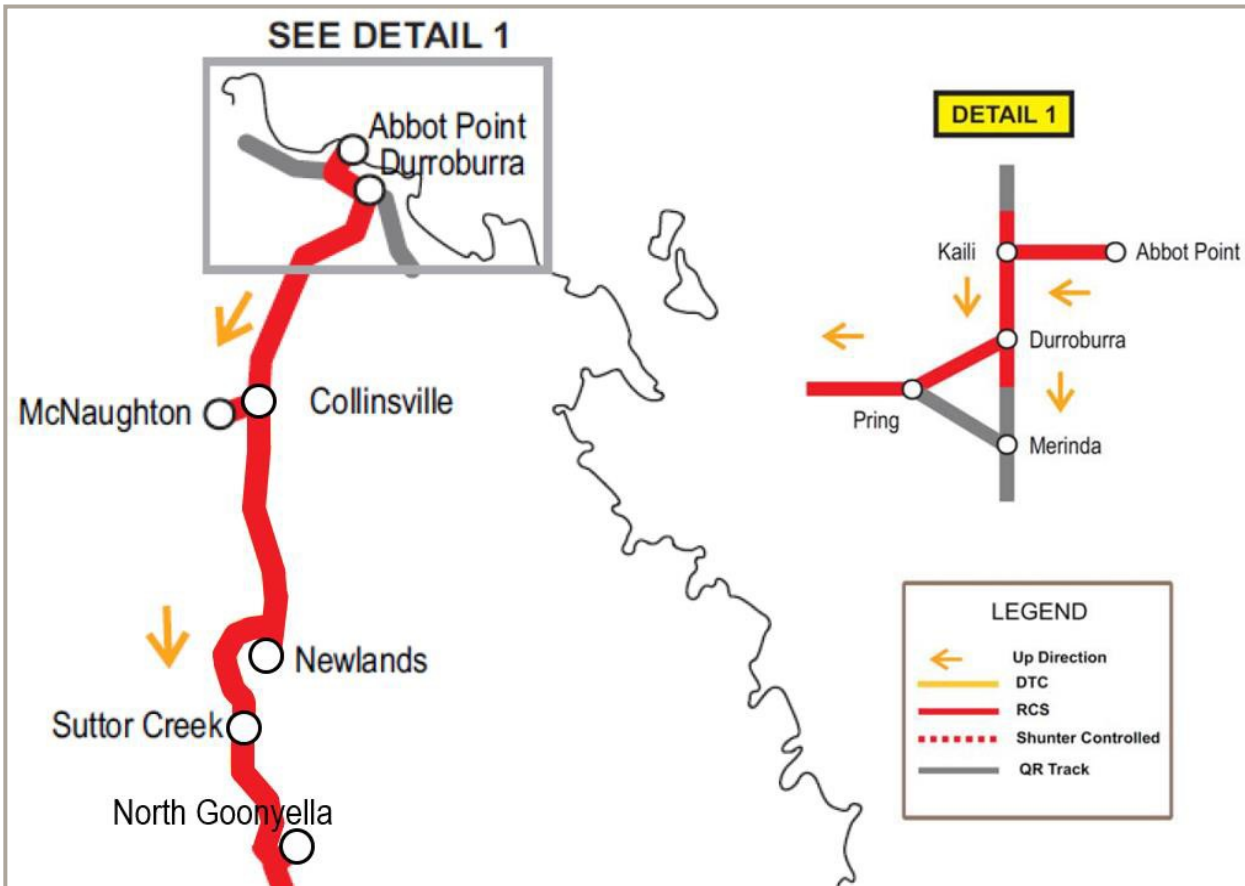 SEE DETAIL 1
Abbot Point
Durroburra
McNaughton
Collinsville
Newlands
Suttor Creek
North Goonyella
DETAIL 1
Kaili
Abbot Point
Durroburra
Pring
Merinda
LEGEND
Up Direction
DTC
RCS
Shunter Controlled
QR Track